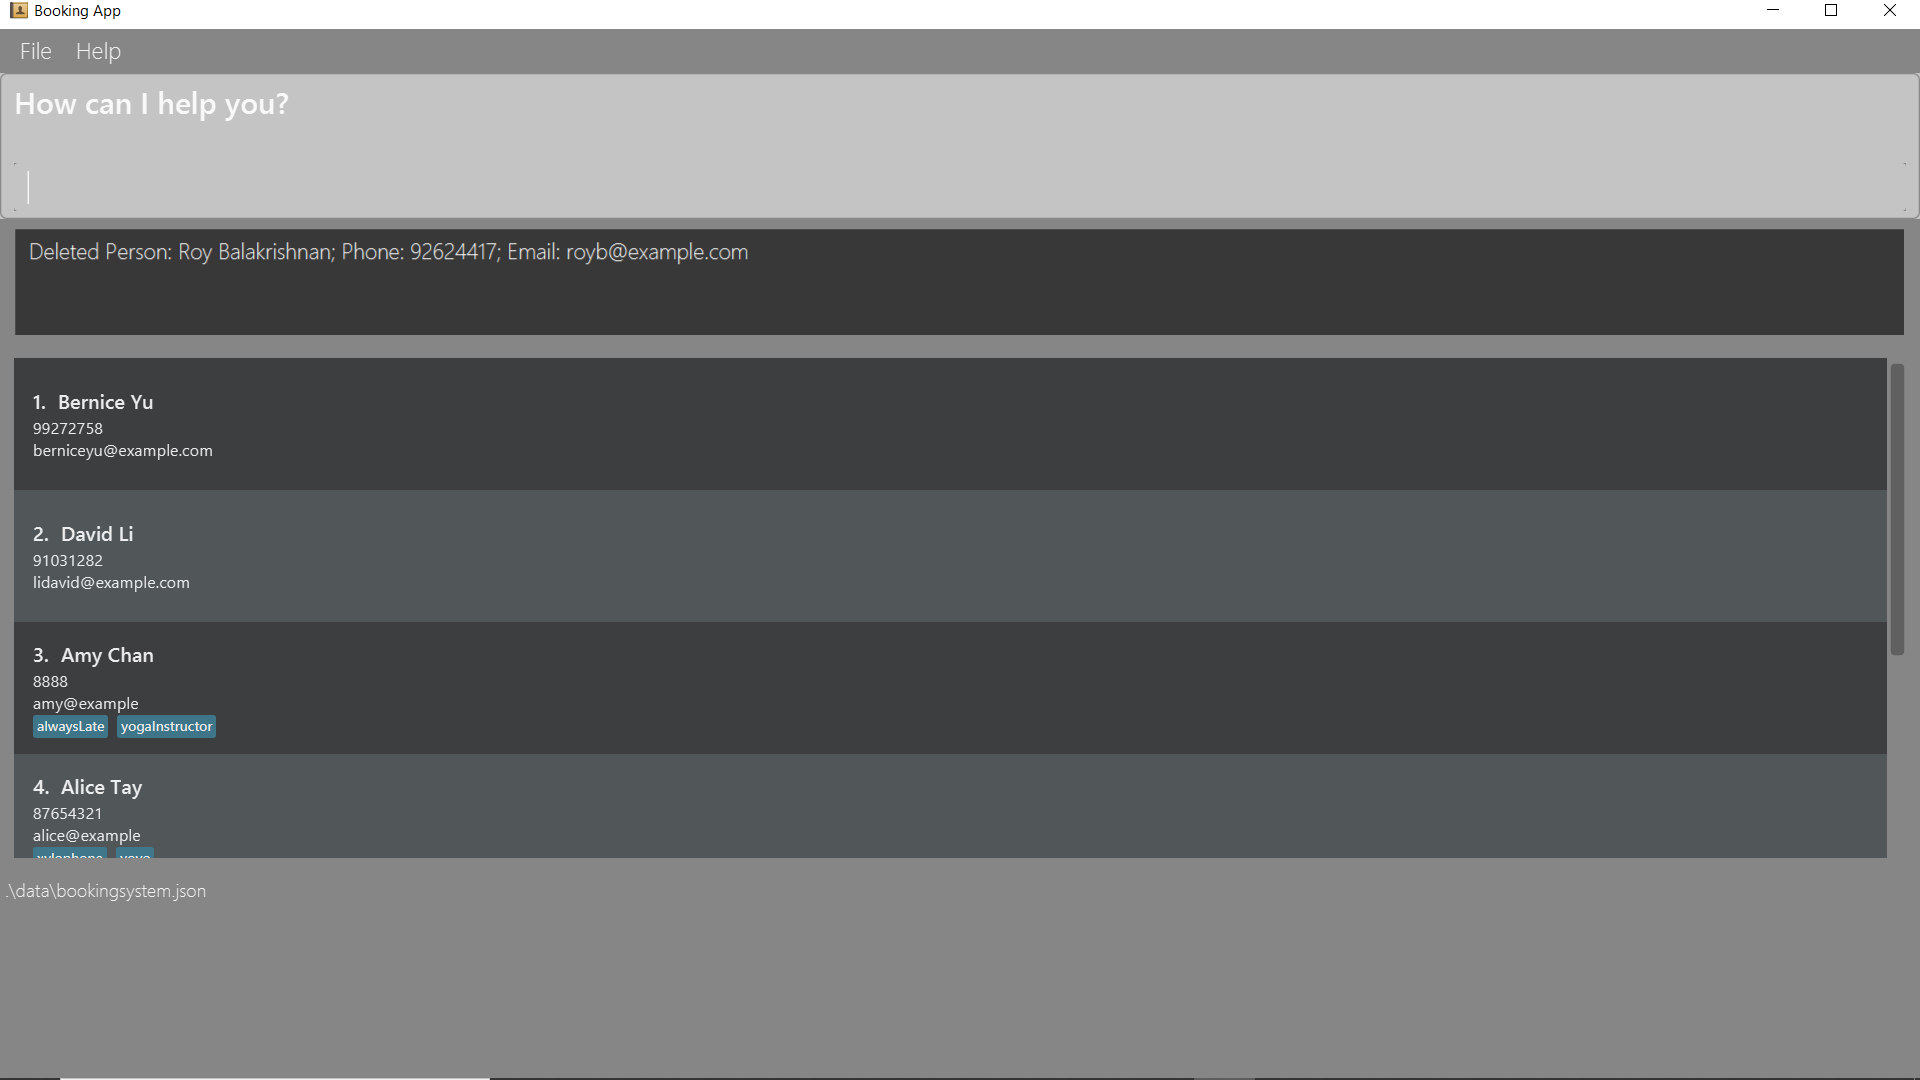 Booking App
File Help
How can I help you?
Deleted Person: Roy Balakrishnan; Phone: 92624417; Email: royb@example.com
1. Bernice Yu
99272758
berniceyu@example.com
2. David Li
91031282
lidavid@example.com
3. Amy Chan
8888
amy@example
alwaysLate yogaInstructor
4. Alice Tay
87654321
alice@example
xylophone yoyo
.\data\bookingsystem.json